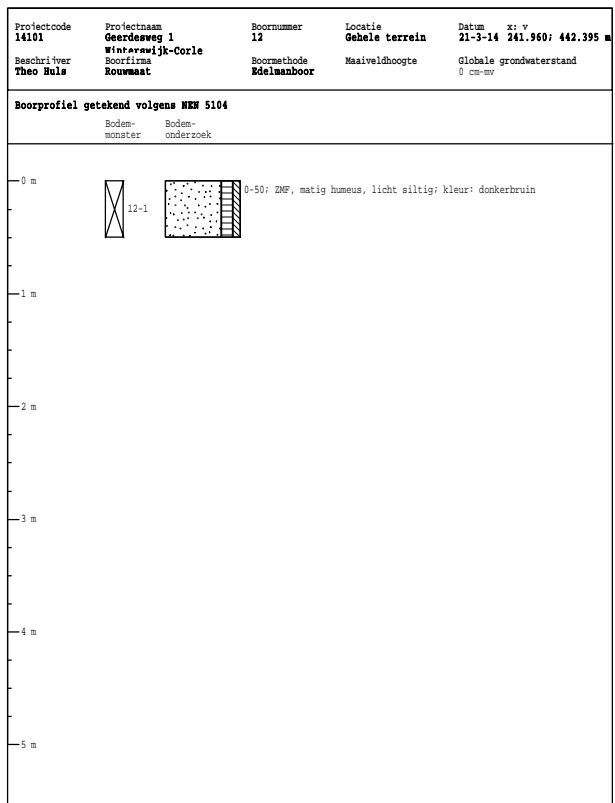 Projectcode Projectnaam Boornummer Locatie Datum x: y
14101 Geerdesweg 1 12 Gehele terrein 21-3-14 241.960; 442.395 m
Winterswijk-Corle
Beschrijver Boorfirma Boormethode Maaiveldhoogte Globale grondwaterstand
Theo Huls Rouwmaat Edelmanboor 0 cm-mv
Boorprofiel getekend volgens NEN 5104
Bodem- Bodem-
monster onderzoek
0 m
0-50; ZMF, matig humeus, licht siltig; kleur: donkerbruin
12-1
1 m
2 m
3 m
4 m
5 m